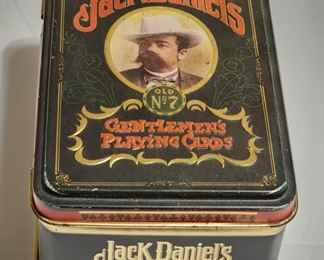 Jack Daniel's
OLD
No 7
GENTLEMEN'S
PLAYING CARDS
JACK DANIEL'S